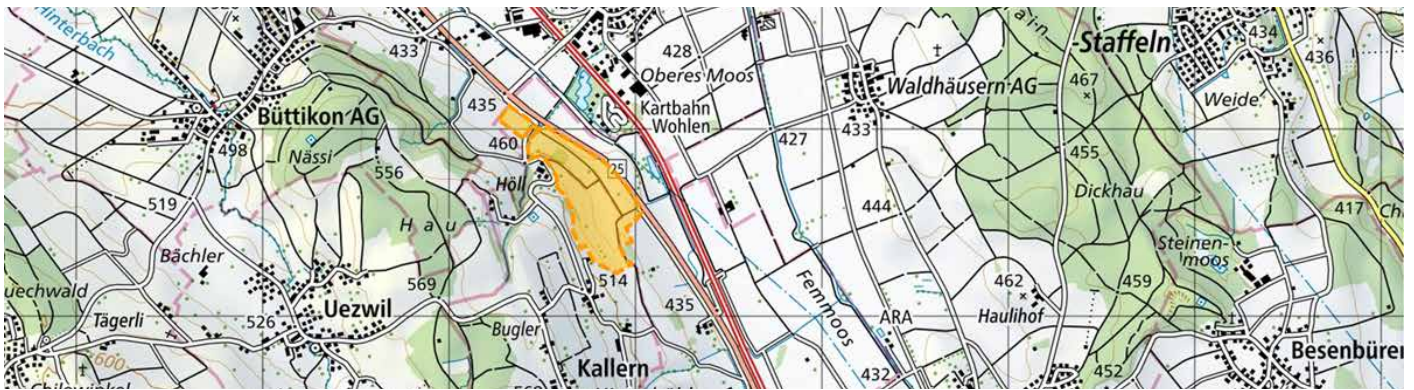 Hinterbach
433
428
Oberes Moos
-Staffeln
434
436
467
435
Kartbahn
Wohlen
Waldhäusern AG
Weide
Büttikon AG
498
Nässi
460
427
433
455
556
Höll
25
Dickhau
519
Hau
444
417
Bächler
Steinen-
moos
514
569
435
Femmoos
462
459
uechwald
Tägerli
526
Uezwil
Bugler
ARA
Haulihof
600
Kallern
432
452
Besenbüren